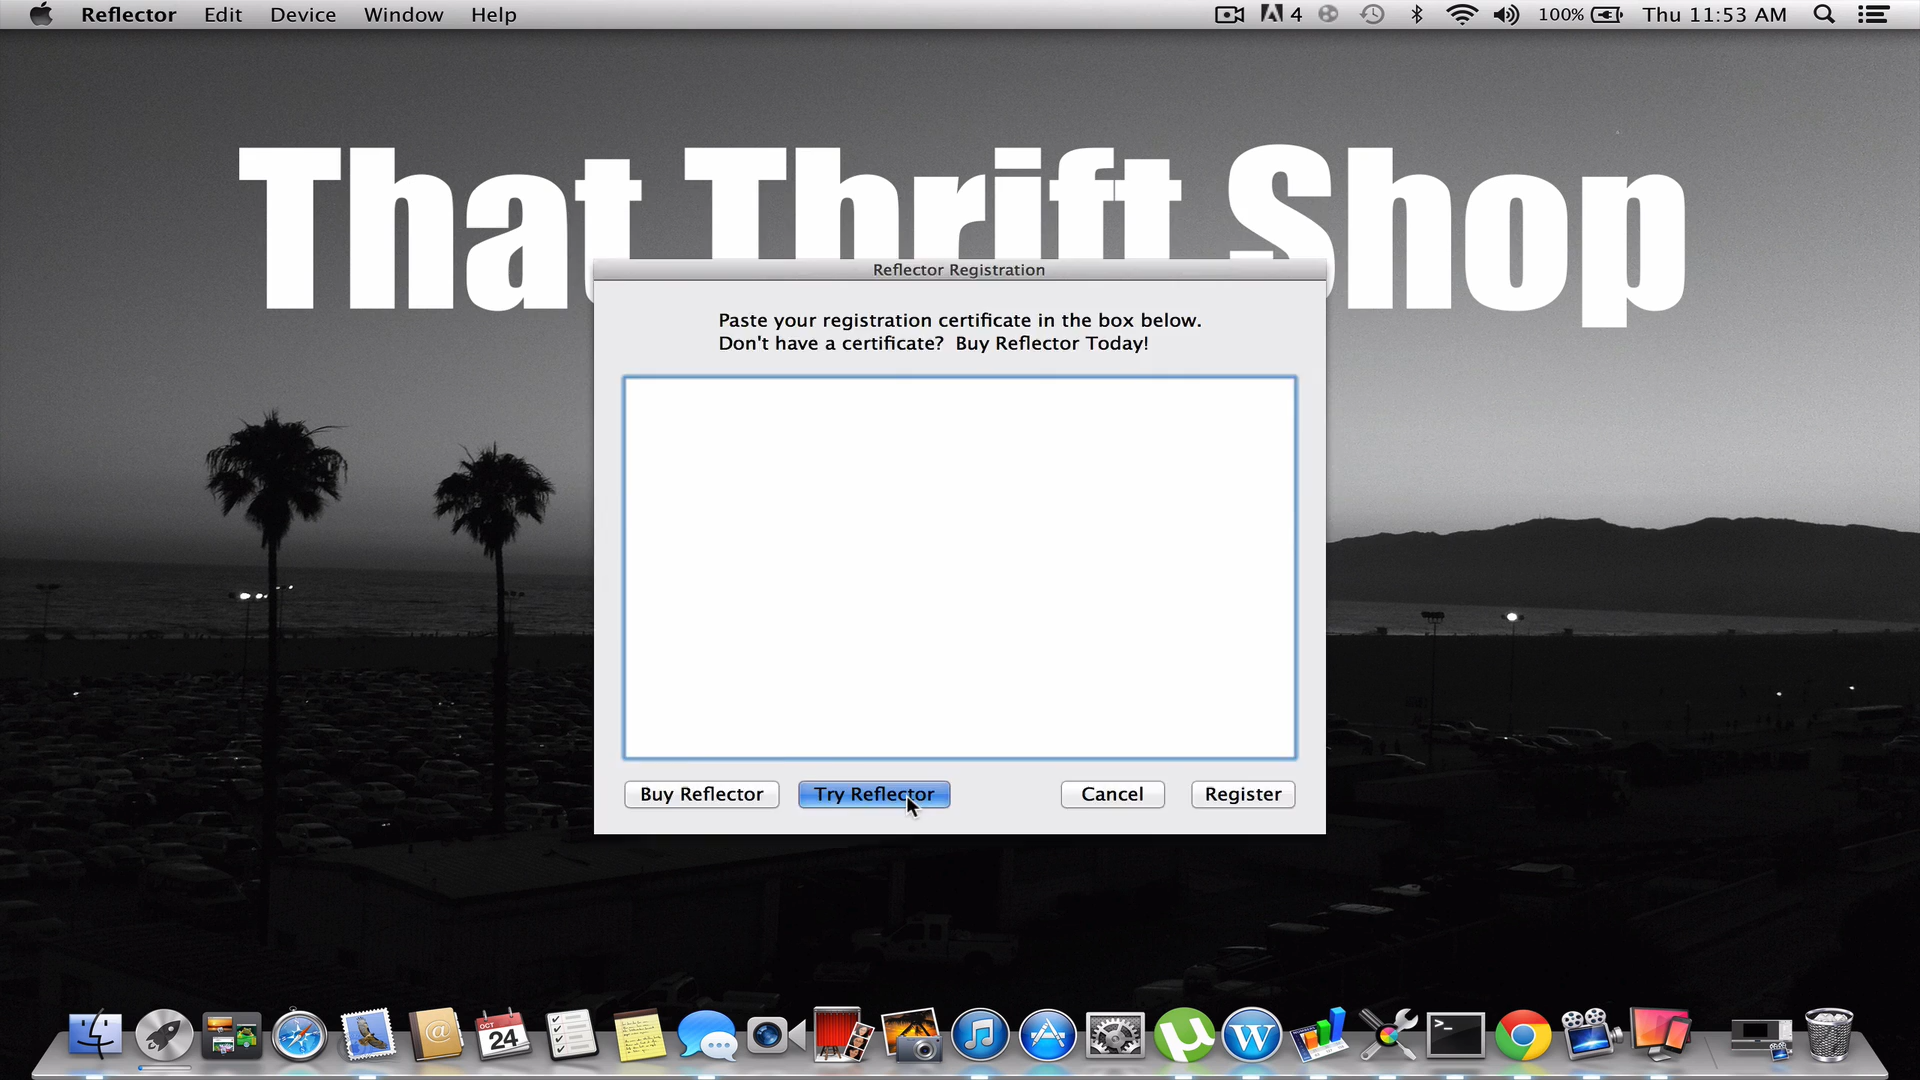 Reflector Edit Device Window Help 4 100% Thu 11:53 AM
That Thrift Shop
Reflector Registration
Paste your registration certificate in the box below.
Don't have a certificate? Buy Reflector Today!
Buy Reflector Try Reflector Cancel Register
OCT
24